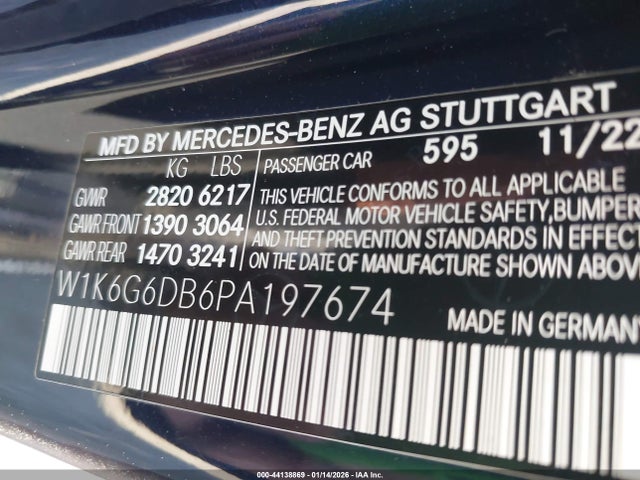 MFD BY MERCEDES-BENZ AG STUTTGART
KG LBS
GVWR 2820 6217
GAWR FRONT 1390 3064
GAWR REAR 1470 3241
PASSENGER CAR 595 11/22
THIS VEHICLE CONFORMS TO ALL APPLICABLE
U.S. FEDERAL MOTOR VEHICLE SAFETY, BUMPER
AND THEFT PREVENTION STANDARDS IN EFFECT
ON THE DATE OF MANUFACTURE SHOWN ABOVE
W1K6G6DB6PA197674
MADE IN GERMANY
000-44138869 - 01/14/2026 - IAA Inc.